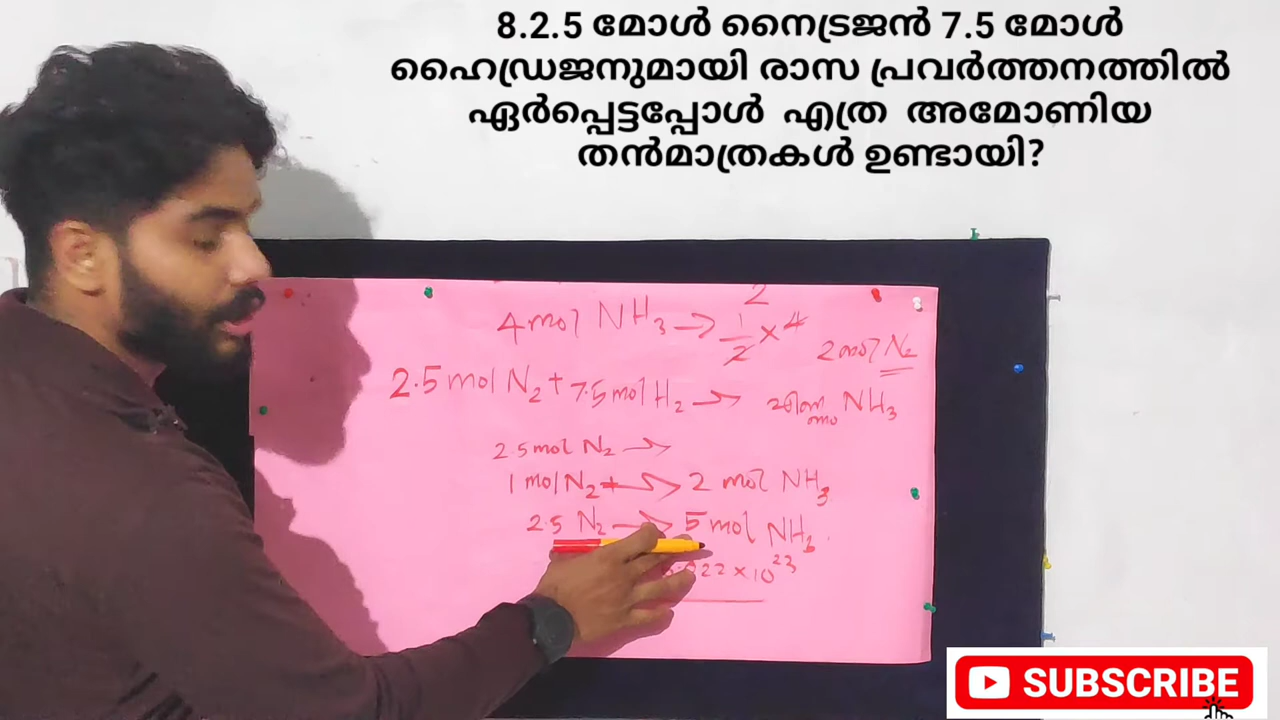 8.2.5 മോൾ നൈട്രജൻ 7.5 മോൾ
ഹൈഡ്രജനുമായി രാസ പ്രവർത്തനത്തിൽ
ഏർപ്പെട്ടപ്പോൾ എത്ര അമോണിയ
തൻമാത്രകൾ ഉണ്ടായി?
4 mol NH₃ → 1/2 × 4 2
2 mol N₂
2.5 mol N₂ + 7.5 mol H₂ → NH₃
2.5 mol N₂ →
1 mol N₂ → 2 mol NH₃
2.5 N₂ → 5 mol NH₃
022 × 10²³
SUBSCRIBE